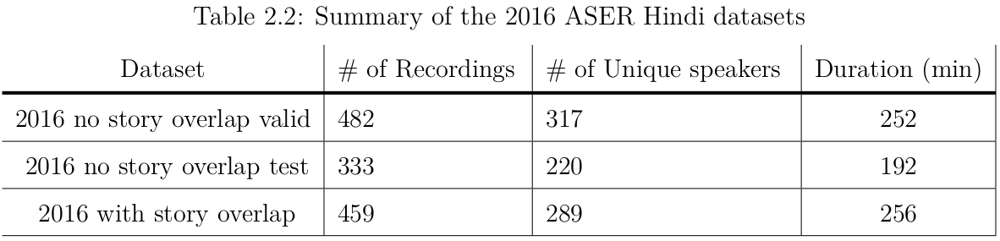 Table 2.2: Summary of the 2016 ASER Hindi datasets
Dataset # of Recordings # of Unique speakers Duration (min)
2016 no story overlap valid 482 317 252
2016 no story overlap test 333 220 192
2016 with story overlap 459 289 256